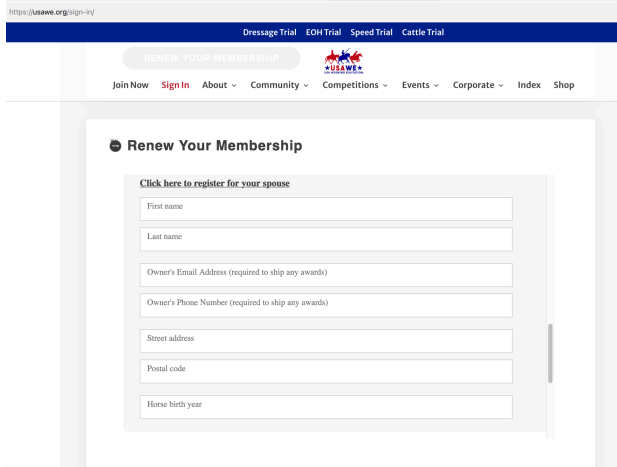 https://usawe.org/sign-in/
Dressage Trial EOH Trial Speed Trial Cattle Trial
RENEW YOUR MEMBERSHIP
★USAWE★
Join Now Sign In About Community Competitions Events Corporate Index Shop
Renew Your Membership
Click here to register for your spouse
First name
Last name
Owner's Email Address (required to ship any awards)
Owner's Phone Number (required to ship any awards)
Street address
Postal code
Horse birth year